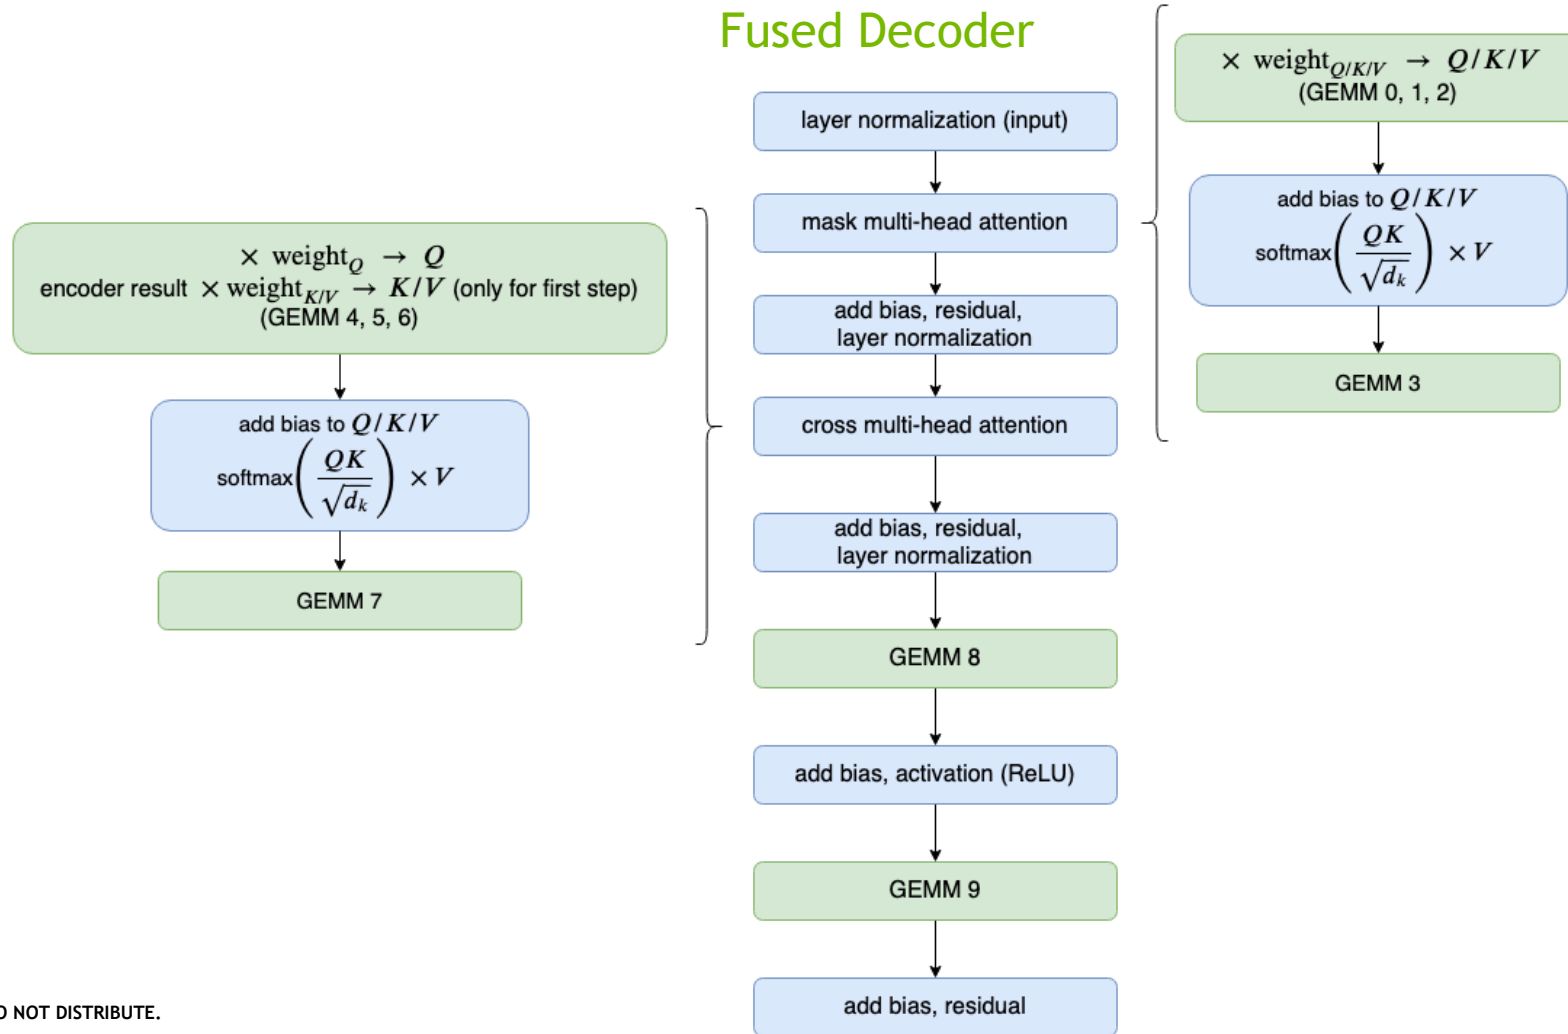 Fused Decoder
layer normalization (input)
mask multi-head attention
add bias, residual,
layer normalization
cross multi-head attention
add bias, residual,
layer normalization
GEMM 8
add bias, activation (ReLU)
GEMM 9
add bias, residual
× weight_{Q/K/V} → Q/K/V
(GEMM 0, 1, 2)
add bias to Q/K/V
softmax(QK/√d_k) × V
GEMM 3
× weight_Q → Q
encoder result × weight_{K/V} → K/V (only for first step)
(GEMM 4, 5, 6)
add bias to Q/K/V
softmax(QK/√d_k) × V
GEMM 7
NOT DISTRIBUTE.